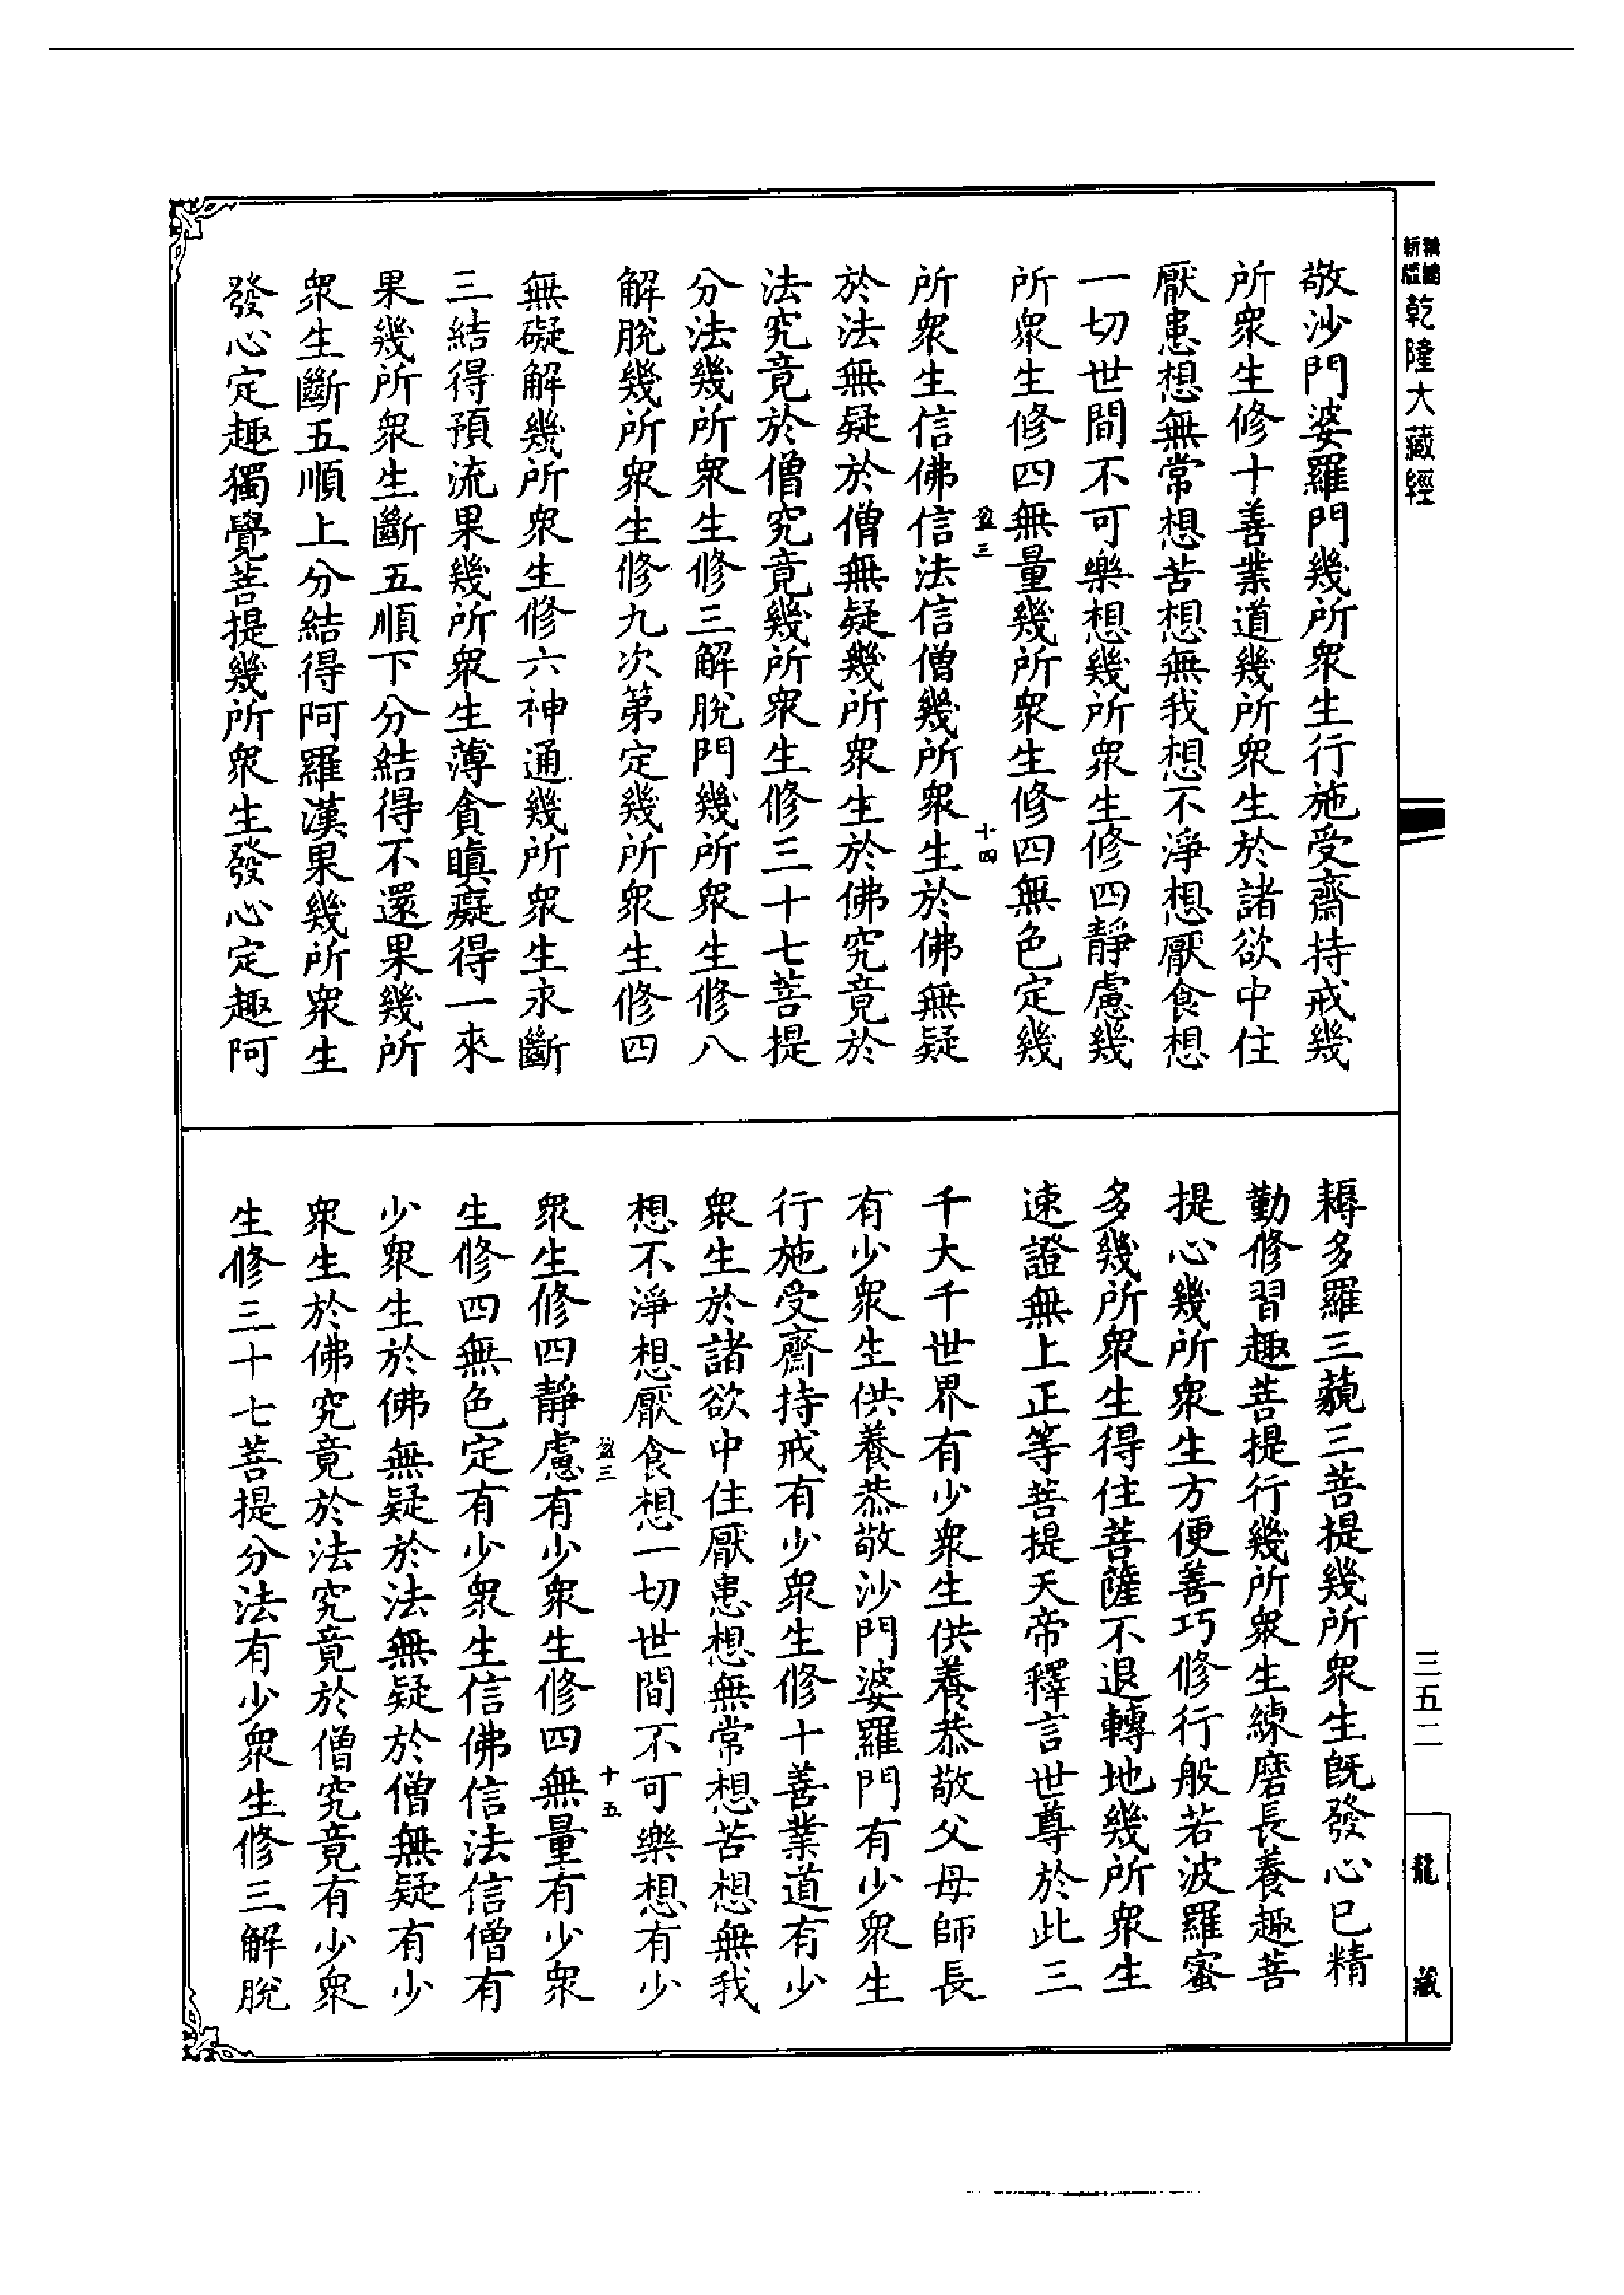 新編縮版乾隆大藏經
敬沙門婆羅門幾所衆生行施受齋持戒幾
所衆生修十善業道幾所衆生於諸欲中住
厭患想無常想苦想無我想不淨想厭食想
一切世間不可樂想幾所衆生修四靜慮幾
所衆生修四無量幾所衆生修四無色定幾
盈三 十四
所衆生信佛信法信僧幾所衆生於佛無疑
於法無疑於僧無疑幾所衆生於佛究竟於
法究竟於僧究竟幾所衆生修三十七菩提
分法幾所衆生修三解脫門幾所衆生修八
解脫幾所衆生修九次第定幾所衆生修四
無礙解幾所衆生修六神通幾所衆生永斷
三結得預流果幾所衆生薄貪瞋癡得一來
果幾所衆生斷五順下分結得不還果幾所
衆生斷五順上分結得阿羅漢果幾所衆生
發心定趣獨覺菩提幾所衆生發心定趣阿
耨多羅三藐三菩提幾所衆生旣發心已精
勤修習趣菩提行幾所衆生練磨長養趣菩
提心幾所衆生方便善巧修行般若波羅蜜
多幾所衆生得住菩薩不退轉地幾所衆生
速證無上正等菩提天帝釋言世尊於此三
千大千世界有少衆生供養恭敬父母師長
有少衆生供養恭敬沙門婆羅門有少衆生
行施受齋持戒有少衆生修十善業道有少
衆生於諸欲中住厭患想無常想苦想無我
想不淨想厭食想一切世間不可樂想有少
盈三 十五
衆生修四靜慮有少衆生修四無量有少衆
生修四無色定有少衆生信佛信法信僧有
少衆生於佛無疑於法無疑於僧無疑有少
衆生於佛究竟於法究竟於僧究竟有少衆
生修三十七菩提分法有少衆生修三解脫
三五二
龍藏